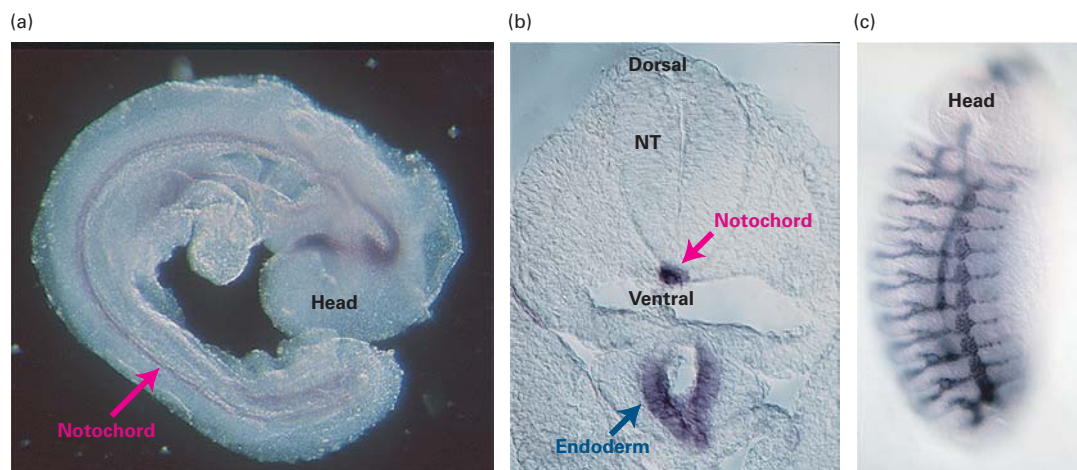 (a)
Head
Notochord
(b)
Dorsal
NT
Notochord
Ventral
Endoderm
(c)
Head